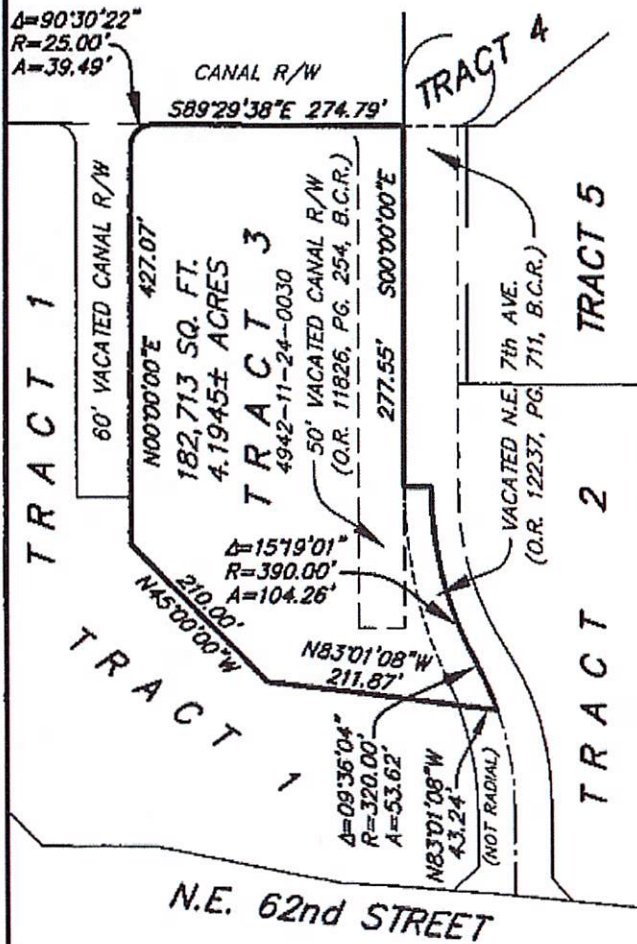 Δ=90°30'22"
R=25.00'
A=39.49'
CANAL R/W
S89°29'38"E 274.79'
TRACT 4
60' VACATED CANAL R/W
N00°00'00"E 427.07'
182,713 SQ. FT.
4.1945± ACRES
TRACT 3
4942-11-24-0030
50' VACATED CANAL R/W
(O.R. 11826, PG. 254, B.C.R.)
277.55' S00°00'00"E
VACATED N.E. 7th AVE.
(O.R. 12237, PG. 711, B.C.R.)
TRACT 5
TRACT 1
TRACT 2
Δ=15°19'01"
R=390.00'
A=104.26'
210.00'
N45°00'00"W
N83°01'08"W
211.87'
TRACT 1
Δ=09°36'04"
R=320.00'
A=53.62'
N83°01'08"W
43.24'
(NOT RADIAL)
N.E. 62nd STREET